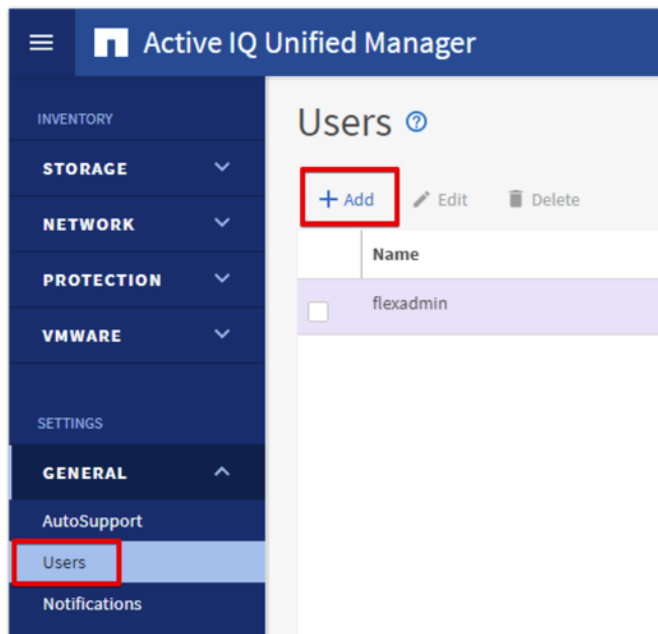 Active IQ Unified Manager
INVENTORY
STORAGE
NETWORK
PROTECTION
VMWARE
SETTINGS
GENERAL
AutoSupport
Users
Notifications
Users
Add
Edit
Delete
Name
flexadmin